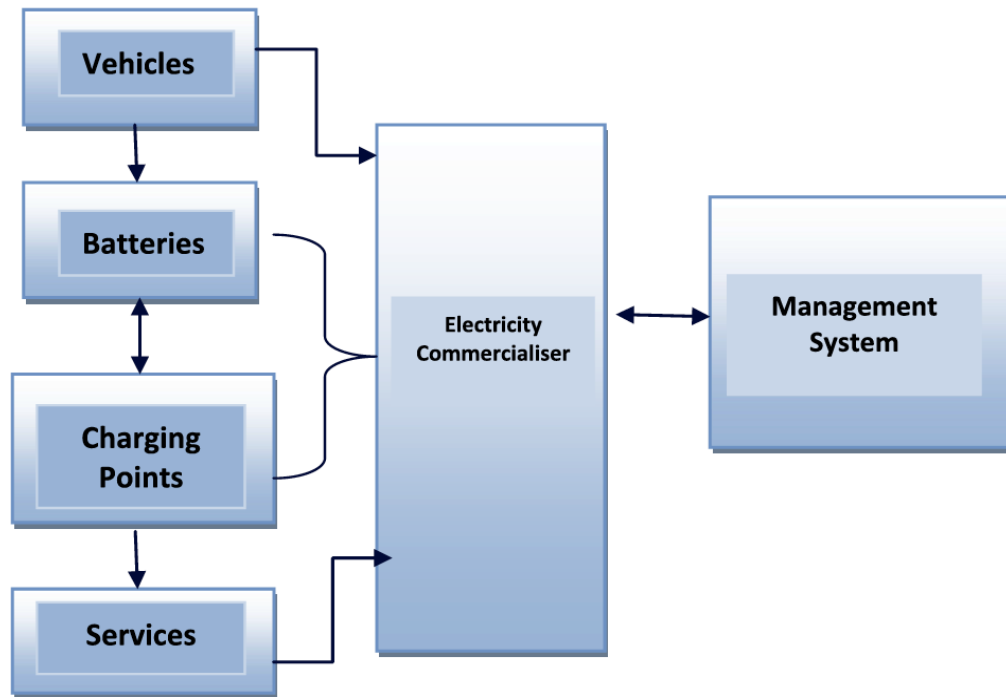 Vehicles
Batteries
Charging
Points
Services
Electricity
Commercialiser
Management
System